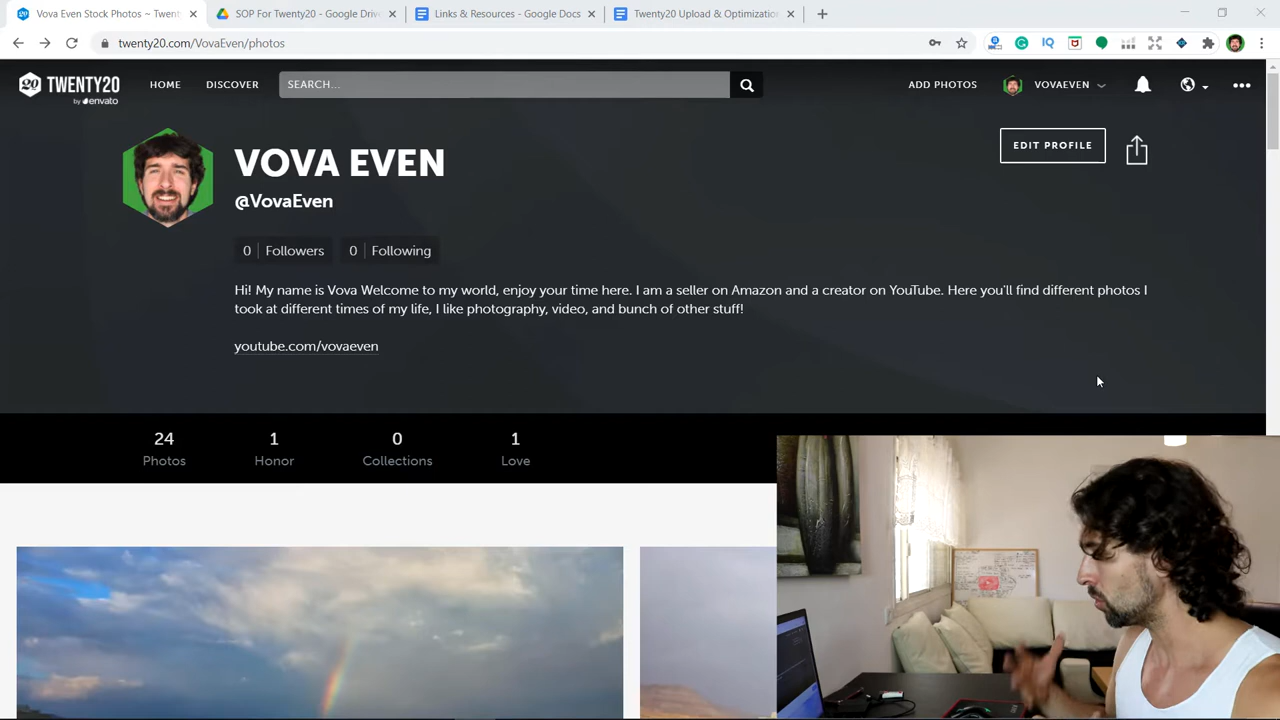 Vova Even Stock Photos ~ Twenty
SOP For Twenty20 - Google Drive
Links & Resources - Google Docs
Twenty20 Upload & Optimization
twenty20.com/VovaEven/photos
20 TWENTY20
by envato
HOME
DISCOVER
SEARCH...
ADD PHOTOS
VOVAEVEN
VOVA EVEN
@VovaEven
EDIT PROFILE
0 Followers
0 Following
Hi! My name is Vova Welcome to my world, enjoy your time here. I am a seller on Amazon and a creator on YouTube. Here you'll find different photos I
took at different times of my life, I like photography, video, and bunch of other stuff!
youtube.com/vovaeven
24
Photos
1
Honor
0
Collections
1
Love